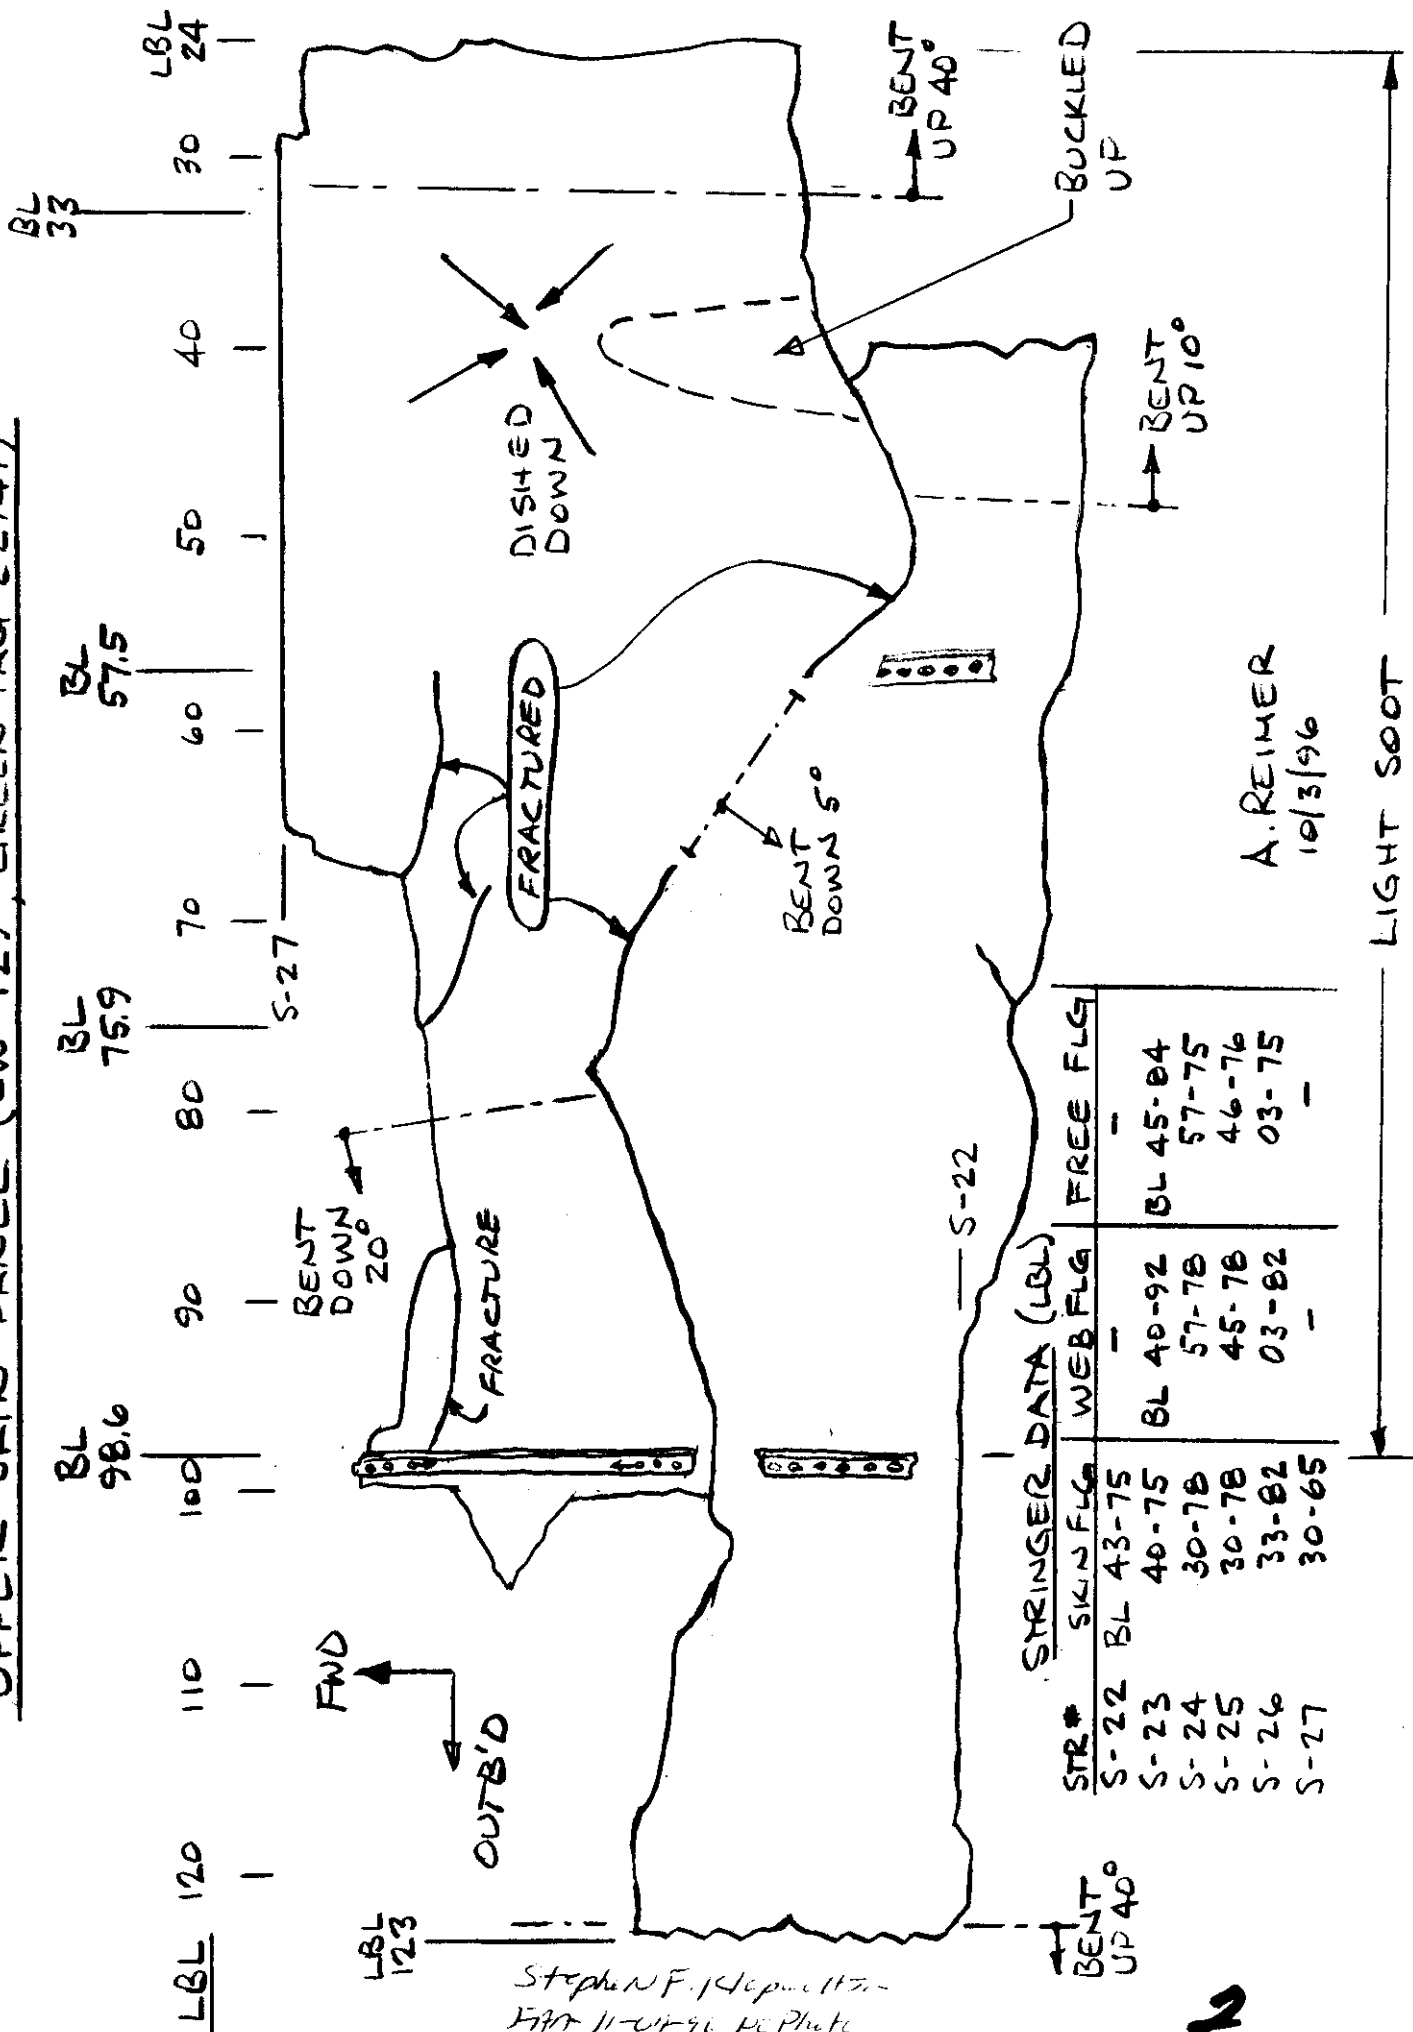 UPPER SKIN PANEL
LBL
120
110
100
90
80
70
60
50
40
30
LBL
24
BL
98.6
BL
75.9
BL
57.5
BL
33
LBL
123
FWD
OUTB'D
BENT
DOWN
20°
FRACTURE
S-27
FRACTURED
DISHED
DOWN
BENT
DOWN 5°
BENT
UP 40°
BUCKLED
UP
BENT
UP 10°
S-22
BENT
UP 40°
STRINGER DATA (LBL)
STR# SKIN FLG WEB FLG FREE FLG
S-22 BL 43-75 - -
S-23 40-75 BL 40-92 BL 45-84
S-24 30-78 57-78 57-75
S-25 30-78 45-78 46-76
S-26 33-82 03-82 03-75
S-27 30-65 - -
A. REIMER
10/3/96
LIGHT SOOT
Stephen F.
2